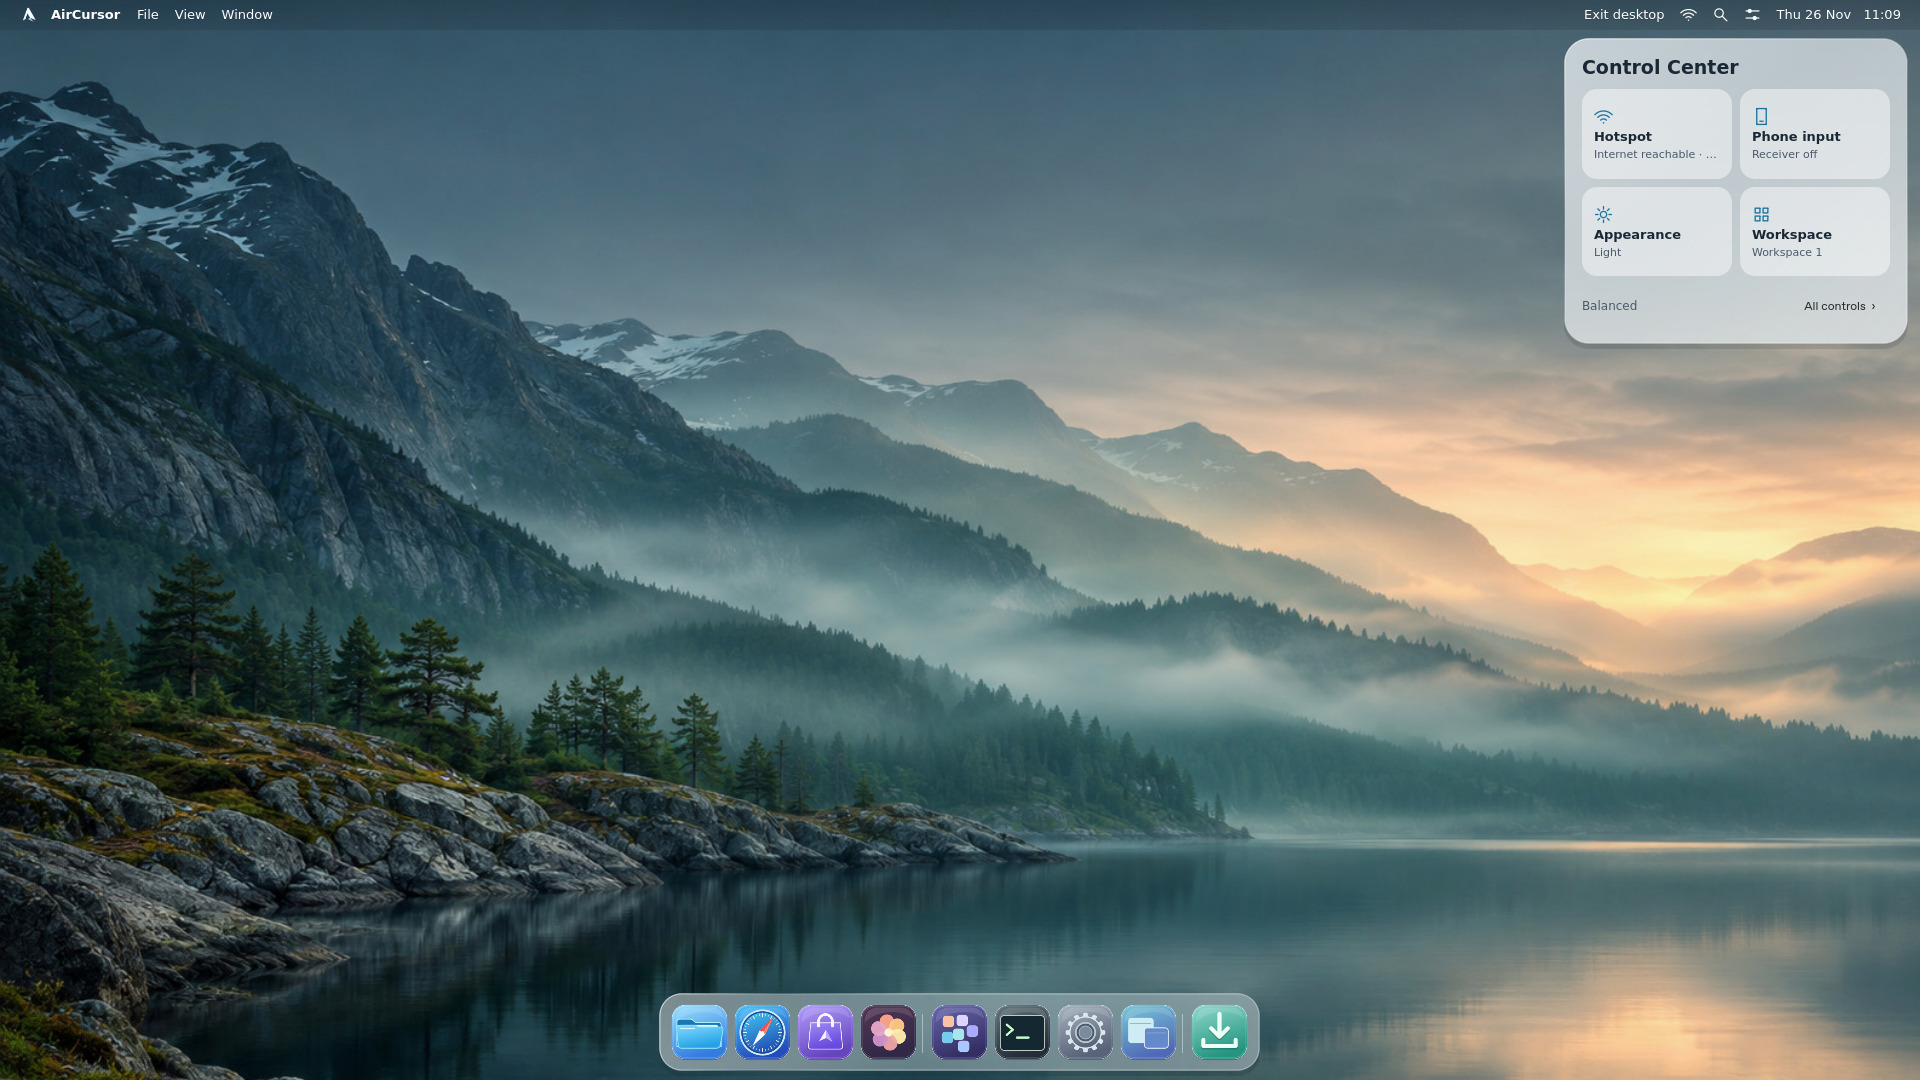 AirCursor File View Window Exit desktop Thu 26 Nov 11:09
Control Center
Hotspot
Internet reachable · …
Phone input
Receiver off
Appearance
Light
Workspace
Workspace 1
Balanced All controls ›